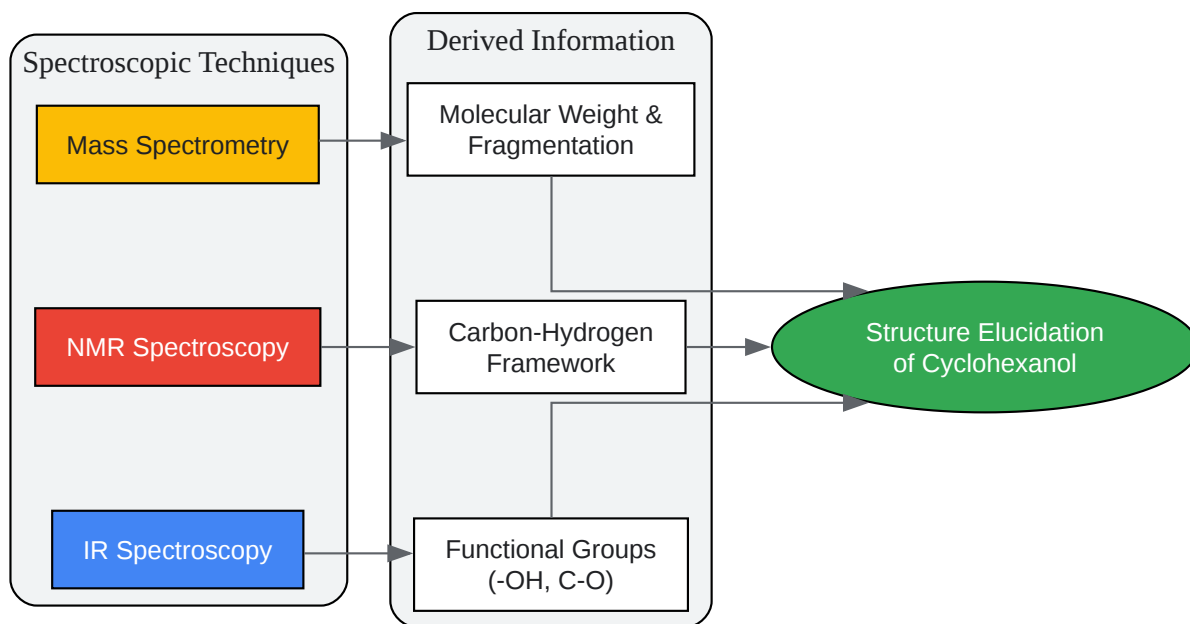 Spectroscopic Techniques
Derived Information
Mass Spectrometry
Molecular Weight &
Fragmentation
NMR Spectroscopy
Carbon-Hydrogen
Framework
Structure Elucidation
of Cyclohexanol
IR Spectroscopy
Functional Groups
(-OH, C-O)